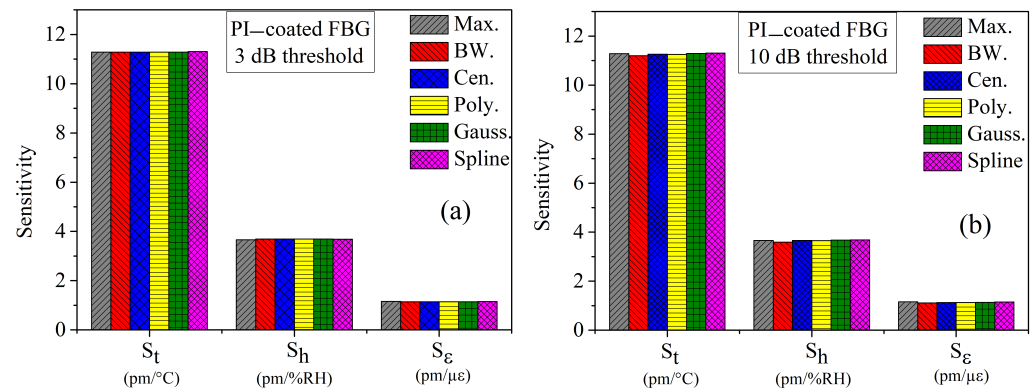 PI–coated FBG
3 dB threshold
Max.
BW.
Cen.
Poly.
Gauss.
Spline
(a)
Sensitivity
12
10
8
6
4
2
0
St
(pm/°C)
Sh
(pm/%RH)
Sε
(pm/µε)
PI–coated FBG
10 dB threshold
Max.
BW.
Cen.
Poly.
Gauss.
Spline
(b)
Sensitivity
12
10
8
6
4
2
0
St
(pm/°C)
Sh
(pm/%RH)
Sε
(pm/µε)